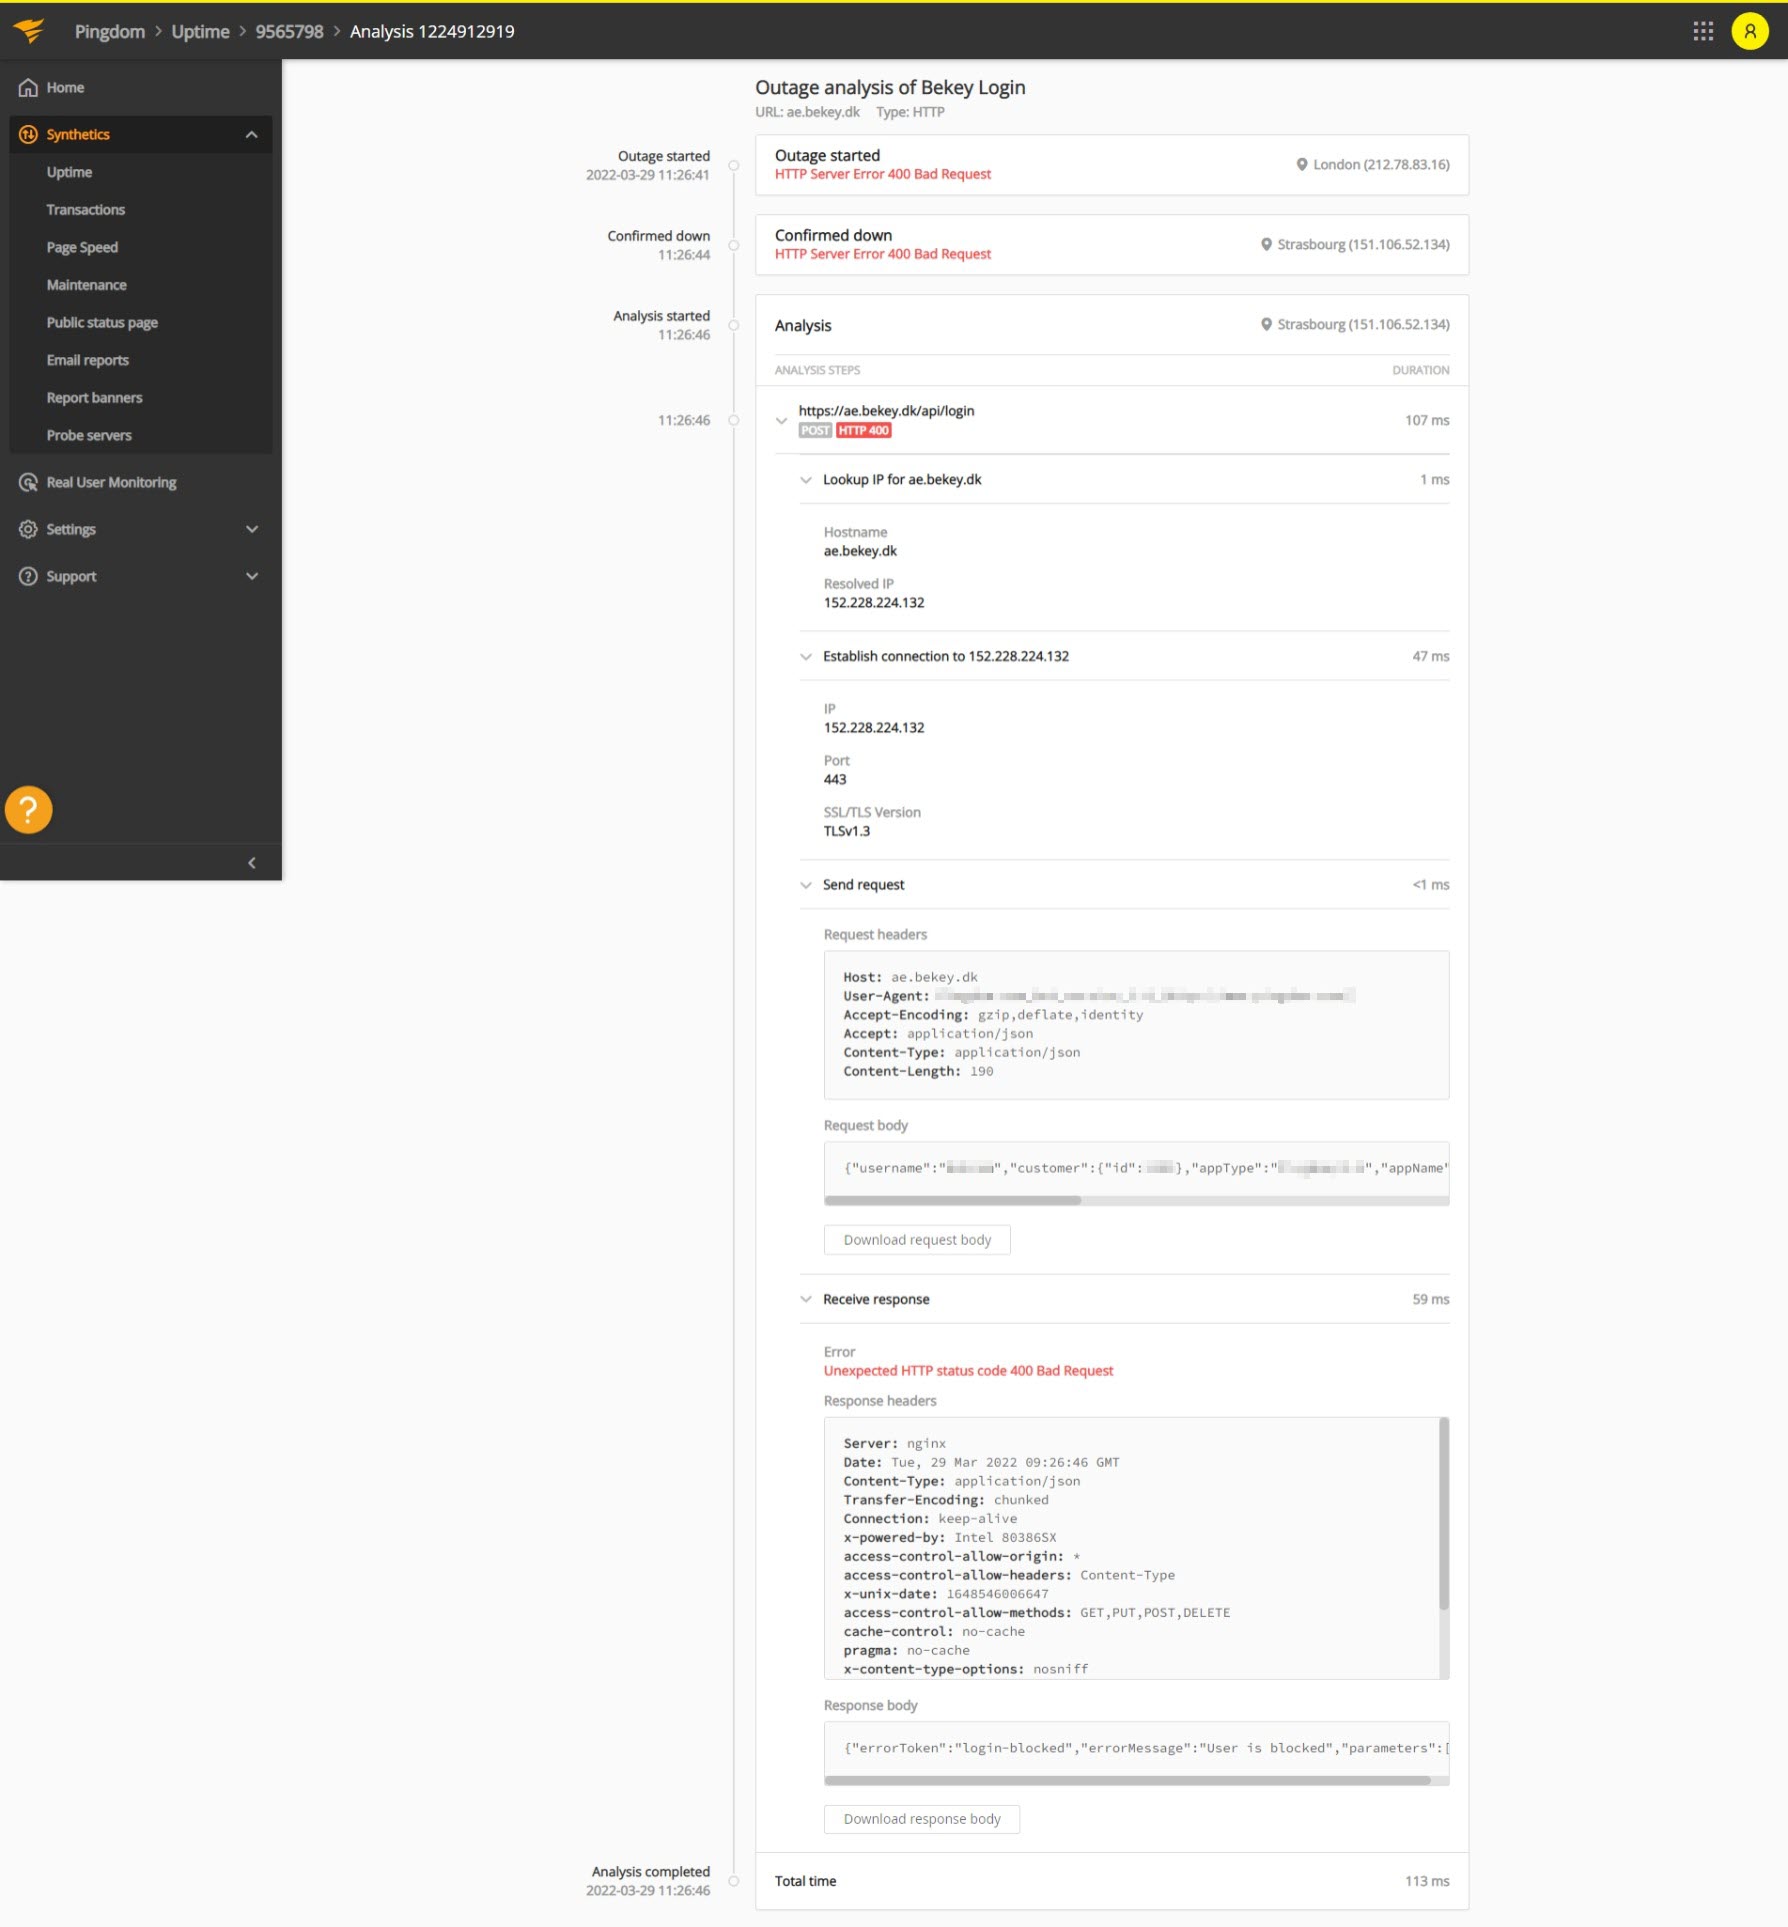 Pingdom > Uptime > 9565798 > Analysis 1224912919
Home
Synthetics
Uptime
Transactions
Page Speed
Maintenance
Public status page
Email reports
Report banners
Probe servers
Real User Monitoring
Settings
Support
?
Outage analysis of Bekey Login
URL: ae.bekey.dk Type: HTTP
Outage started
2022-03-29 11:26:41
Outage started
HTTP Server Error 400 Bad Request
London (212.78.83.16)
Confirmed down
11:26:44
Confirmed down
HTTP Server Error 400 Bad Request
Strasbourg (151.106.52.134)
Analysis started
11:26:46
Analysis
Strasbourg (151.106.52.134)
ANALYSIS STEPS DURATION
11:26:46
https://ae.bekey.dk/api/login
POST HTTP 400
107 ms
Lookup IP for ae.bekey.dk 1 ms
Hostname
ae.bekey.dk
Resolved IP
152.228.224.132
Establish connection to 152.228.224.132 47 ms
IP
152.228.224.132
Port
443
SSL/TLS Version
TLSv1.3
Send request <1 ms
Request headers
Host: ae.bekey.dk
User-Agent:
Accept-Encoding: gzip,deflate,identity
Accept: application/json
Content-Type: application/json
Content-Length: 190
Request body
{"username":" ","customer":{"id": },"appType":" ","appName"
Download request body
Receive response 59 ms
Error
Unexpected HTTP status code 400 Bad Request
Response headers
Server: nginx
Date: Tue, 29 Mar 2022 09:26:46 GMT
Content-Type: application/json
Transfer-Encoding: chunked
Connection: keep-alive
x-powered-by: Intel 80386SX
access-control-allow-origin: *
access-control-allow-headers: Content-Type
x-unix-date: 1648546006647
access-control-allow-methods: GET,PUT,POST,DELETE
cache-control: no-cache
pragma: no-cache
x-content-type-options: nosniff
Response body
{"errorToken":"login-blocked","errorMessage":"User is blocked","parameters":[
Download response body
Analysis completed
2022-03-29 11:26:46
Total time 113 ms